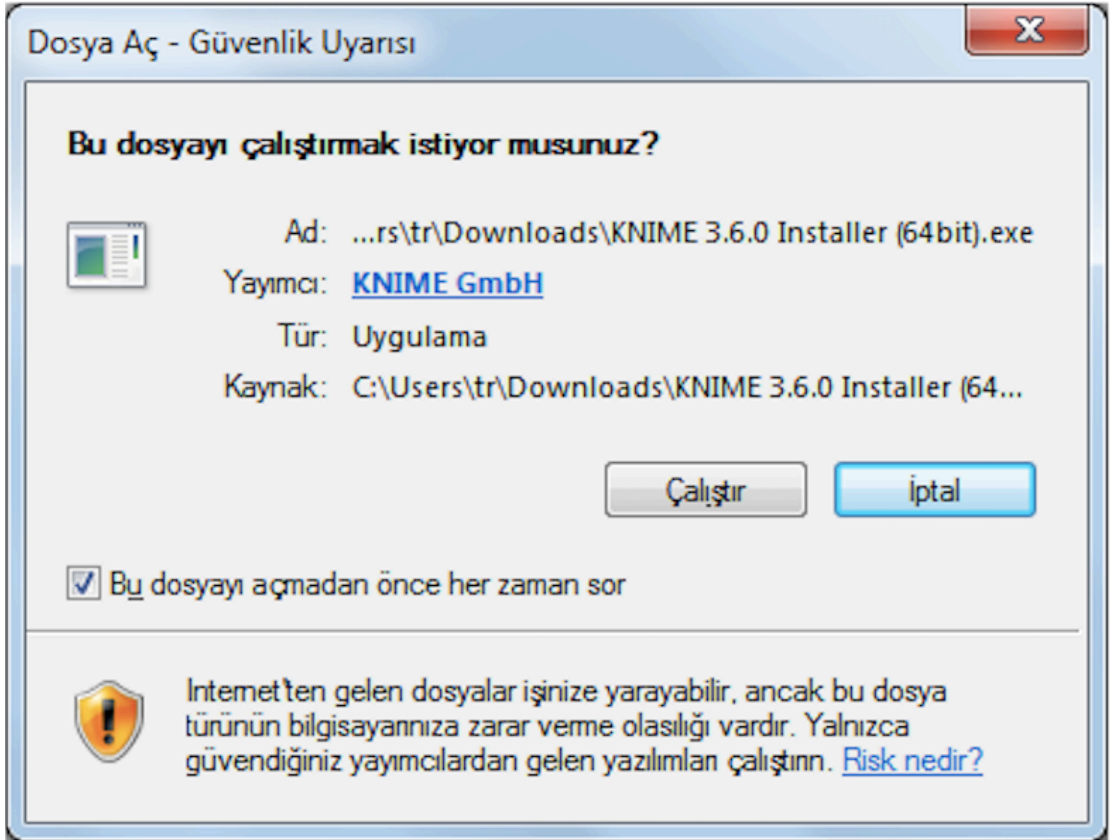 Dosya Aç - Güvenlik Uyarısı
Bu dosyayı çalıştırmak istiyor musunuz?
Ad: ...rs\tr\Downloads\KNIME 3.6.0 Installer (64bit).exe
Yayımcı: KNIME GmbH
Tür: Uygulama
Kaynak: C:\Users\tr\Downloads\KNIME 3.6.0 Installer (64...
Çalıştır İptal
Bu dosyayı açmadan önce her zaman sor
Internet'ten gelen dosyalar işinize yarayabilir, ancak bu dosya
türünün bilgisayarınıza zarar verme olasılığı vardır. Yalnızca
güvendiğiniz yayımcılardan gelen yazılımları çalıştırın. Risk nedir?